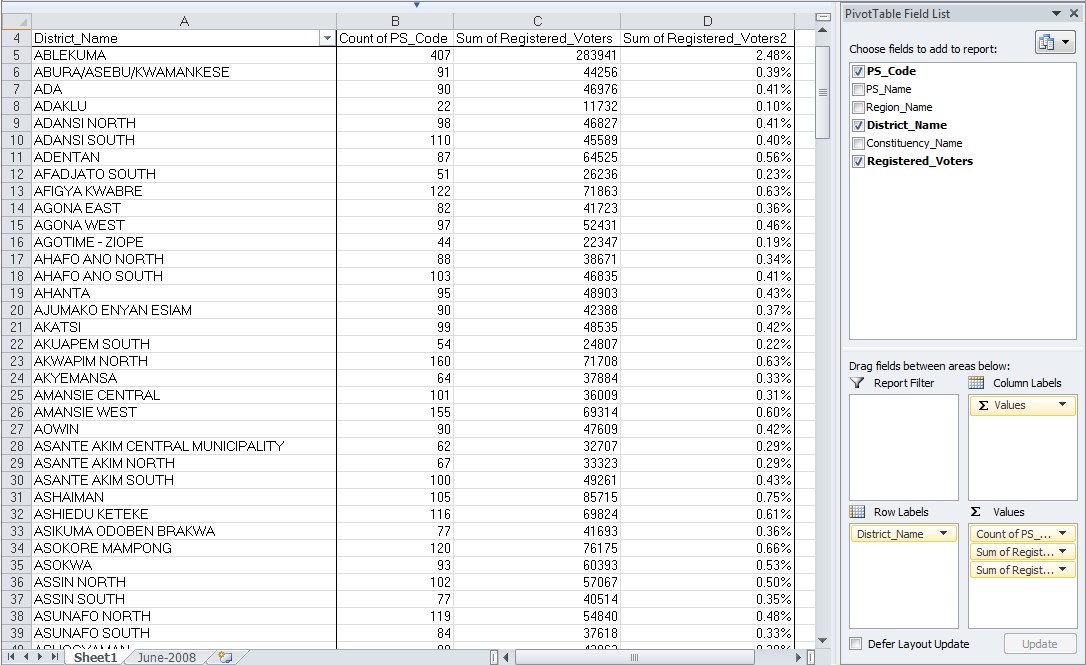 PivotTable Field List
A B C D
4 District_Name Count of PS_Code Sum of Registered_Voters Sum of Registered_Voters2
5 ABLEKUMA 407 283941 2.48%
6 ABURA/ASEBU/KWAMANKESE 91 44256 0.39%
7 ADA 90 46976 0.41%
8 ADAKLU 22 11732 0.10%
9 ADANSI NORTH 98 46827 0.41%
10 ADANSI SOUTH 110 45589 0.40%
11 ADENTAN 87 64525 0.56%
12 AFADJATO SOUTH 51 26236 0.23%
13 AFIGYA KWABRE 122 71863 0.63%
14 AGONA EAST 82 41723 0.36%
15 AGONA WEST 97 52431 0.46%
16 AGOTIME - ZIOPE 44 22347 0.19%
17 AHAFO ANO NORTH 88 38671 0.34%
18 AHAFO ANO SOUTH 103 46835 0.41%
19 AHANTA 95 48903 0.43%
20 AJUMAKO ENYAN ESIAM 90 42388 0.37%
21 AKATSI 99 48535 0.42%
22 AKUAPEM SOUTH 54 24807 0.22%
23 AKWAPIM NORTH 160 71708 0.63%
24 AKYEMANSA 64 37884 0.33%
25 AMANSIE CENTRAL 101 36009 0.31%
26 AMANSIE WEST 155 69314 0.60%
27 AOWIN 90 47609 0.42%
28 ASANTE AKIM CENTRAL MUNICIPALITY 62 32707 0.29%
29 ASANTE AKIM NORTH 67 33323 0.29%
30 ASANTE AKIM SOUTH 100 49261 0.43%
31 ASHAIMAN 105 85715 0.75%
32 ASHIEDU KETEKE 116 69824 0.61%
33 ASIKUMA ODOBEN BRAKWA 77 41693 0.36%
34 ASOKORE MAMPONG 120 76175 0.66%
35 ASOKWA 93 60393 0.53%
36 ASSIN NORTH 102 57067 0.50%
37 ASSIN SOUTH 77 40514 0.35%
38 ASUNAFO NORTH 119 54840 0.48%
39 ASUNAFO SOUTH 84 37618 0.33%
Sheet1 June-2008
Choose fields to add to report:
PS_Code
PS_Name
Region_Name
District_Name
Constituency_Name
Registered_Voters
Drag fields between areas below:
Report Filter Column Labels
Σ Values
Row Labels Σ Values
District_Name Count of PS_...
Sum of Regist...
Sum of Regist...
Defer Layout Update Update